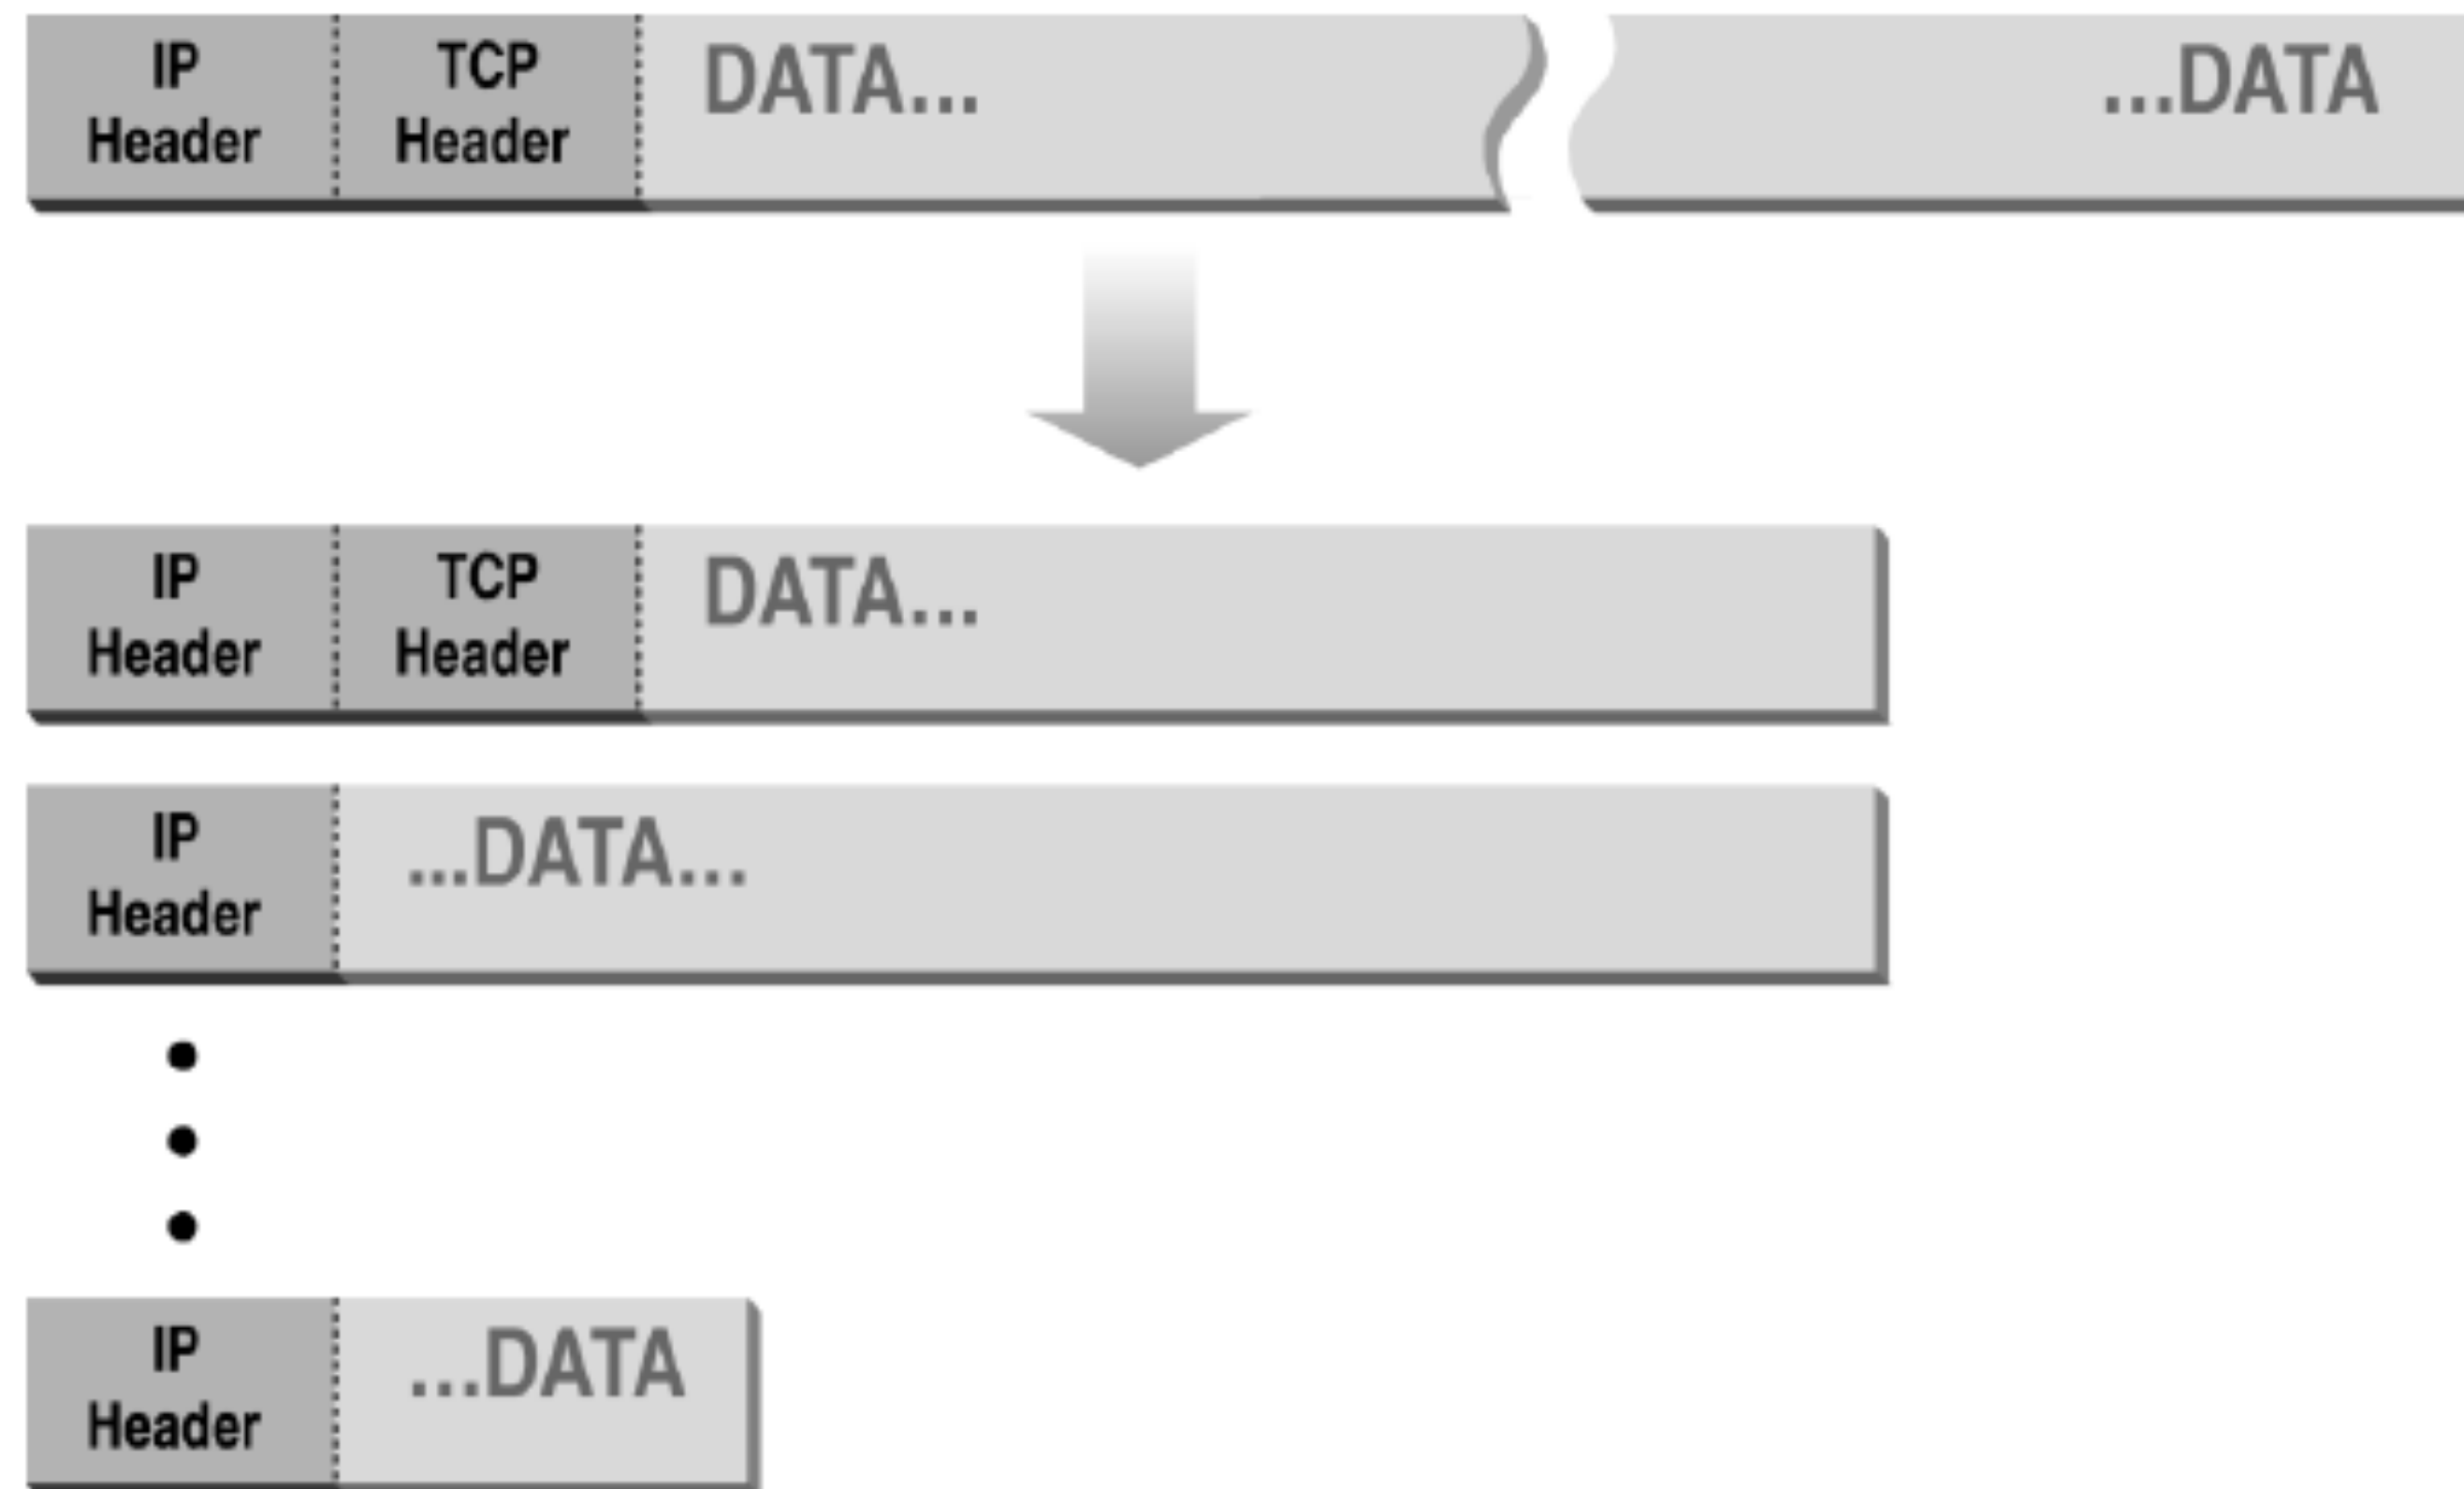 IP
Header
TCP
Header
DATA...
...DATA
IP
Header
TCP
Header
DATA...
IP
Header
...DATA...
IP
Header
...DATA